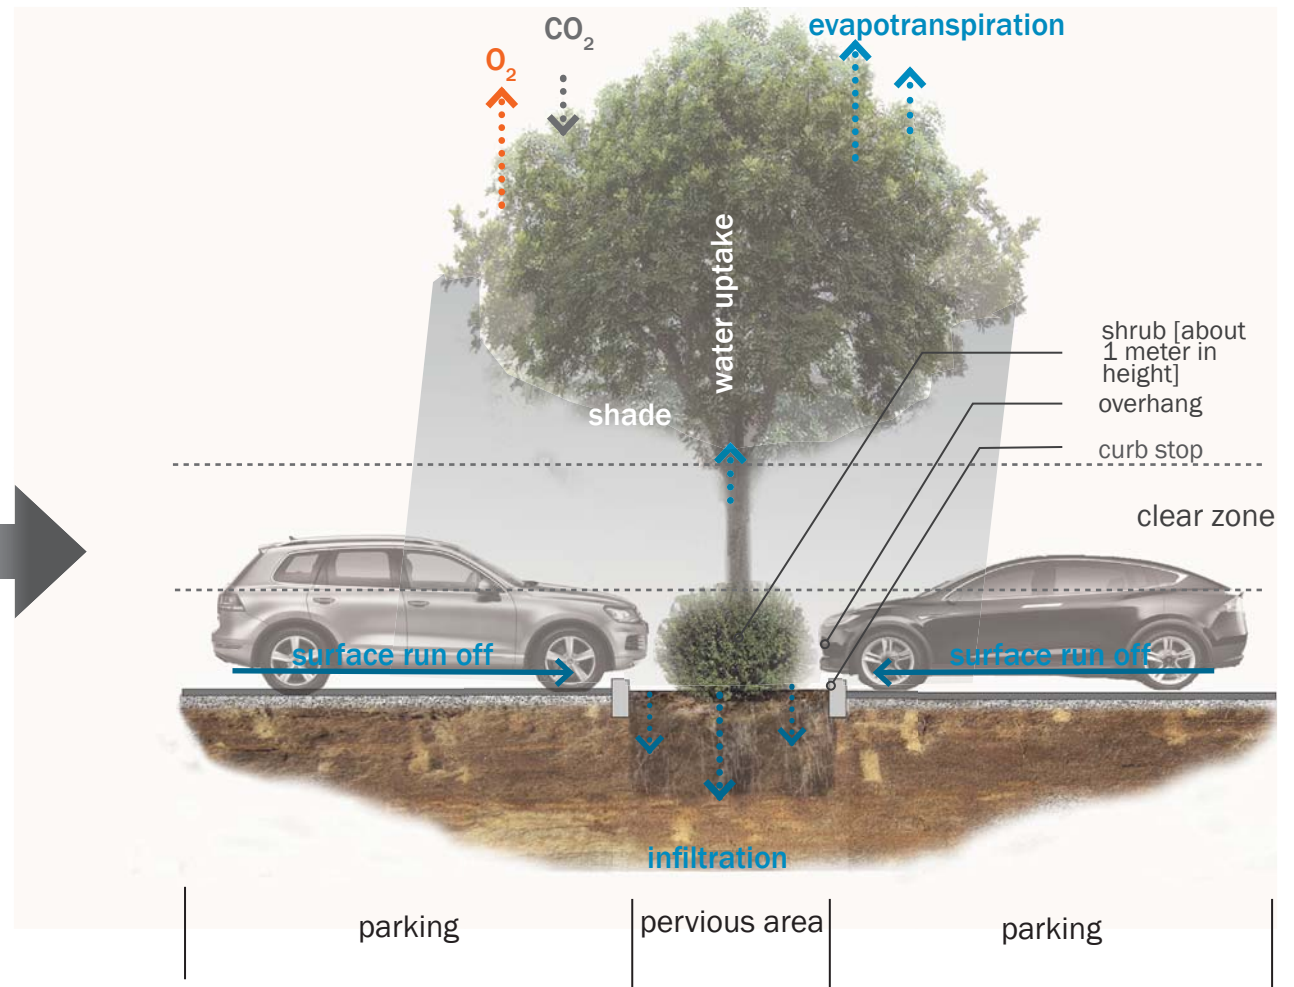 CO2
evapotranspiration
O2
water uptake
shrub [about
1 meter in
height]
overhang
shade
curb stop
clear zone
surface run off
surface run off
infiltration
parking
pervious area
parking